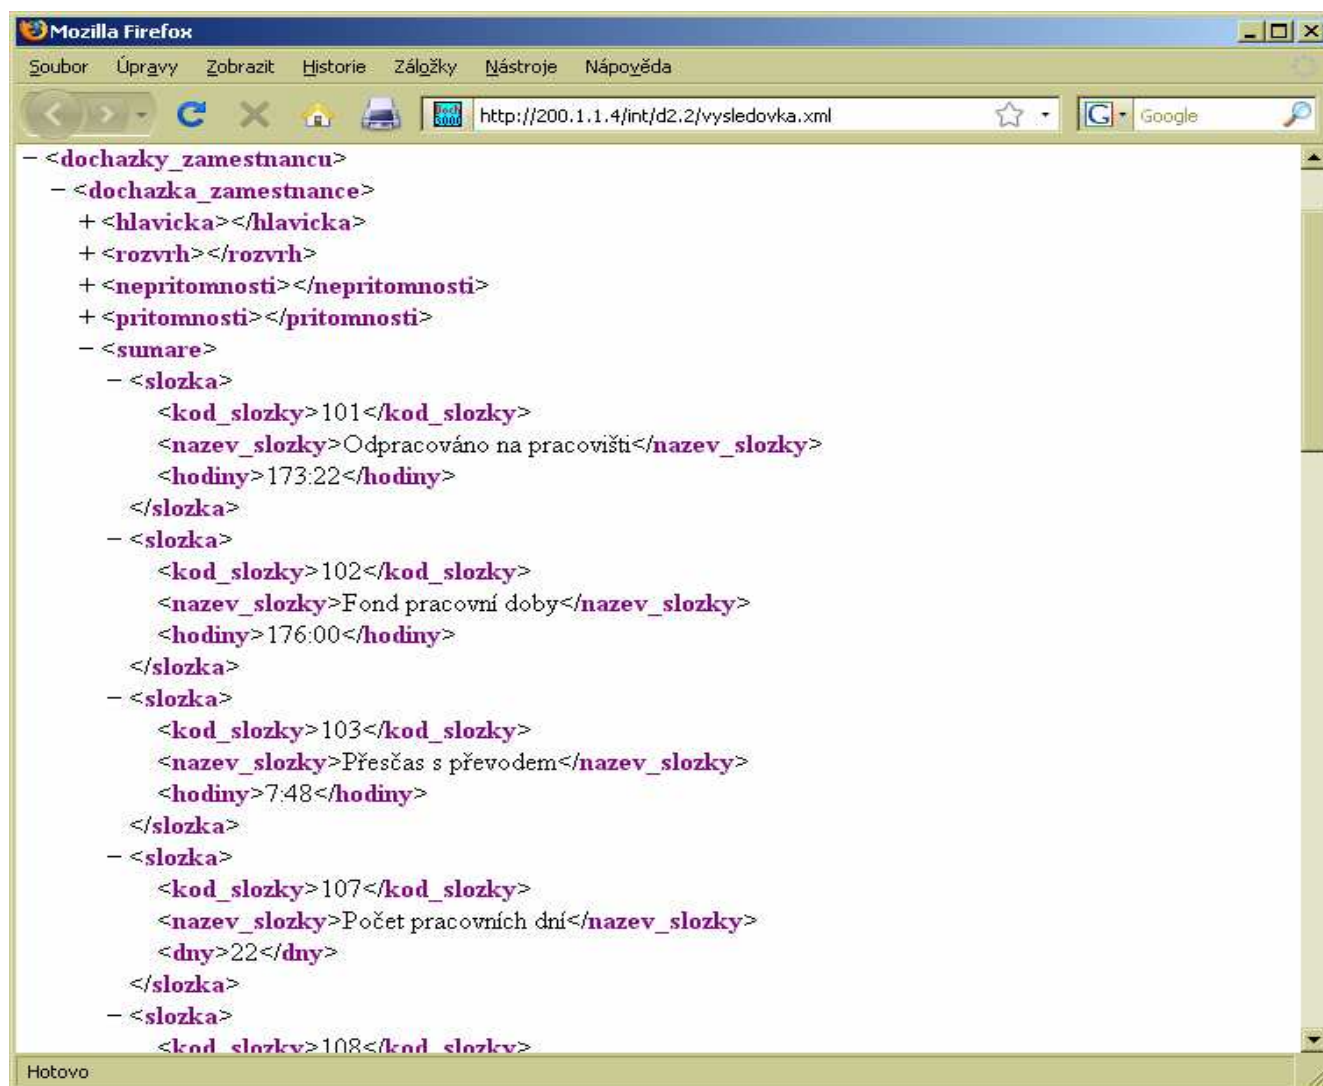 Mozilla Firefox
Soubor Úpravy Zobrazit Historie Záložky Nástroje Nápověda
Doch 3000 http://200.1.1.4/int/d2.2/vysledovka.xml G Google
− <dochazky_zamestnancu>
− <dochazka_zamestnance>
+ <hlavicka></hlavicka>
+ <rozvrh></rozvrh>
+ <nepritomnosti></nepritomnosti>
+ <pritomnosti></pritomnosti>
− <sumare>
− <slozka>
<kod_slozky>101</kod_slozky>
<nazev_slozky>Odpracováno na pracovišti</nazev_slozky>
<hodiny>173:22</hodiny>
</slozka>
− <slozka>
<kod_slozky>102</kod_slozky>
<nazev_slozky>Fond pracovní doby</nazev_slozky>
<hodiny>176:00</hodiny>
</slozka>
− <slozka>
<kod_slozky>103</kod_slozky>
<nazev_slozky>Přesčas s převodem</nazev_slozky>
<hodiny>7:48</hodiny>
</slozka>
− <slozka>
<kod_slozky>107</kod_slozky>
<nazev_slozky>Počet pracovních dní</nazev_slozky>
<dny>22</dny>
</slozka>
− <slozka>
<kod_slozky>108</kod_slozky>
Hotovo